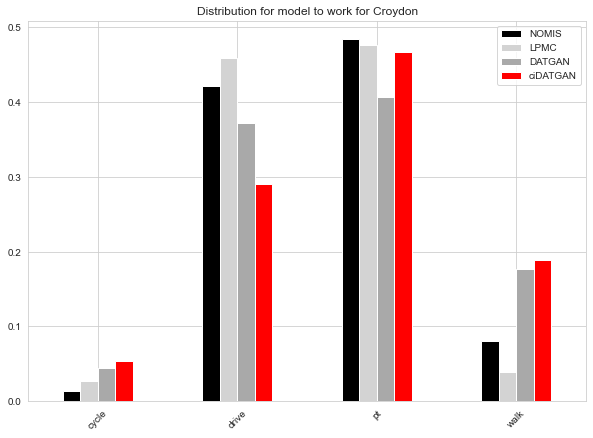 Distribution for model to work for Croydon
NOMIS
LPMC
DATGAN
ciDATGAN
0.5
0.4
0.3
0.2
0.1
0.0
cycle
drive
pt
walk